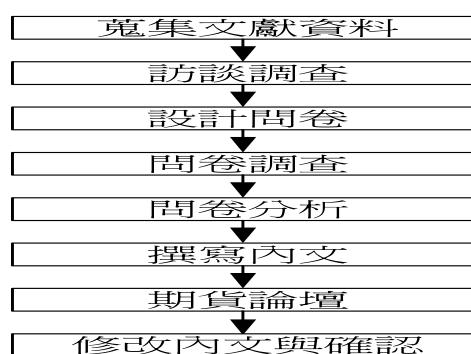 蒐集文獻資料
訪談調查
設計問卷
問卷調查
問卷分析
撰寫內文
期貨論壇
修改內文與確認